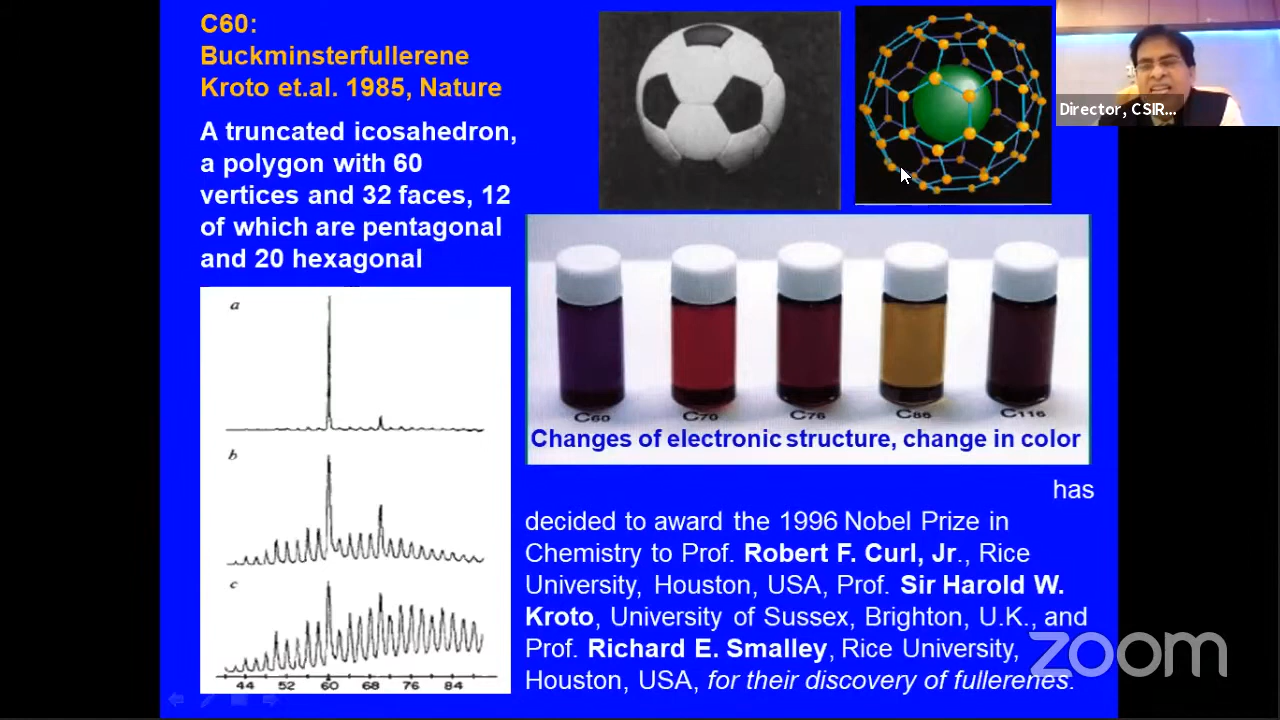 C60:
Buckminsterfullerene
Kroto et.al. 1985, Nature
A truncated icosahedron,
a polygon with 60
vertices and 32 faces, 12
of which are pentagonal
and 20 hexagonal
Director, CSIR...
a
b
c
44 52 60 68 76 84
C60 C70 C76 C86 C116
Changes of electronic structure, change in color
has
decided to award the 1996 Nobel Prize in
Chemistry to Prof. Robert F. Curl, Jr., Rice
University, Houston, USA, Prof. Sir Harold W.
Kroto, University of Sussex, Brighton, U.K., and
Prof. Richard E. Smalley, Rice University,
Houston, USA, for their discovery of fullerenes.
zoom